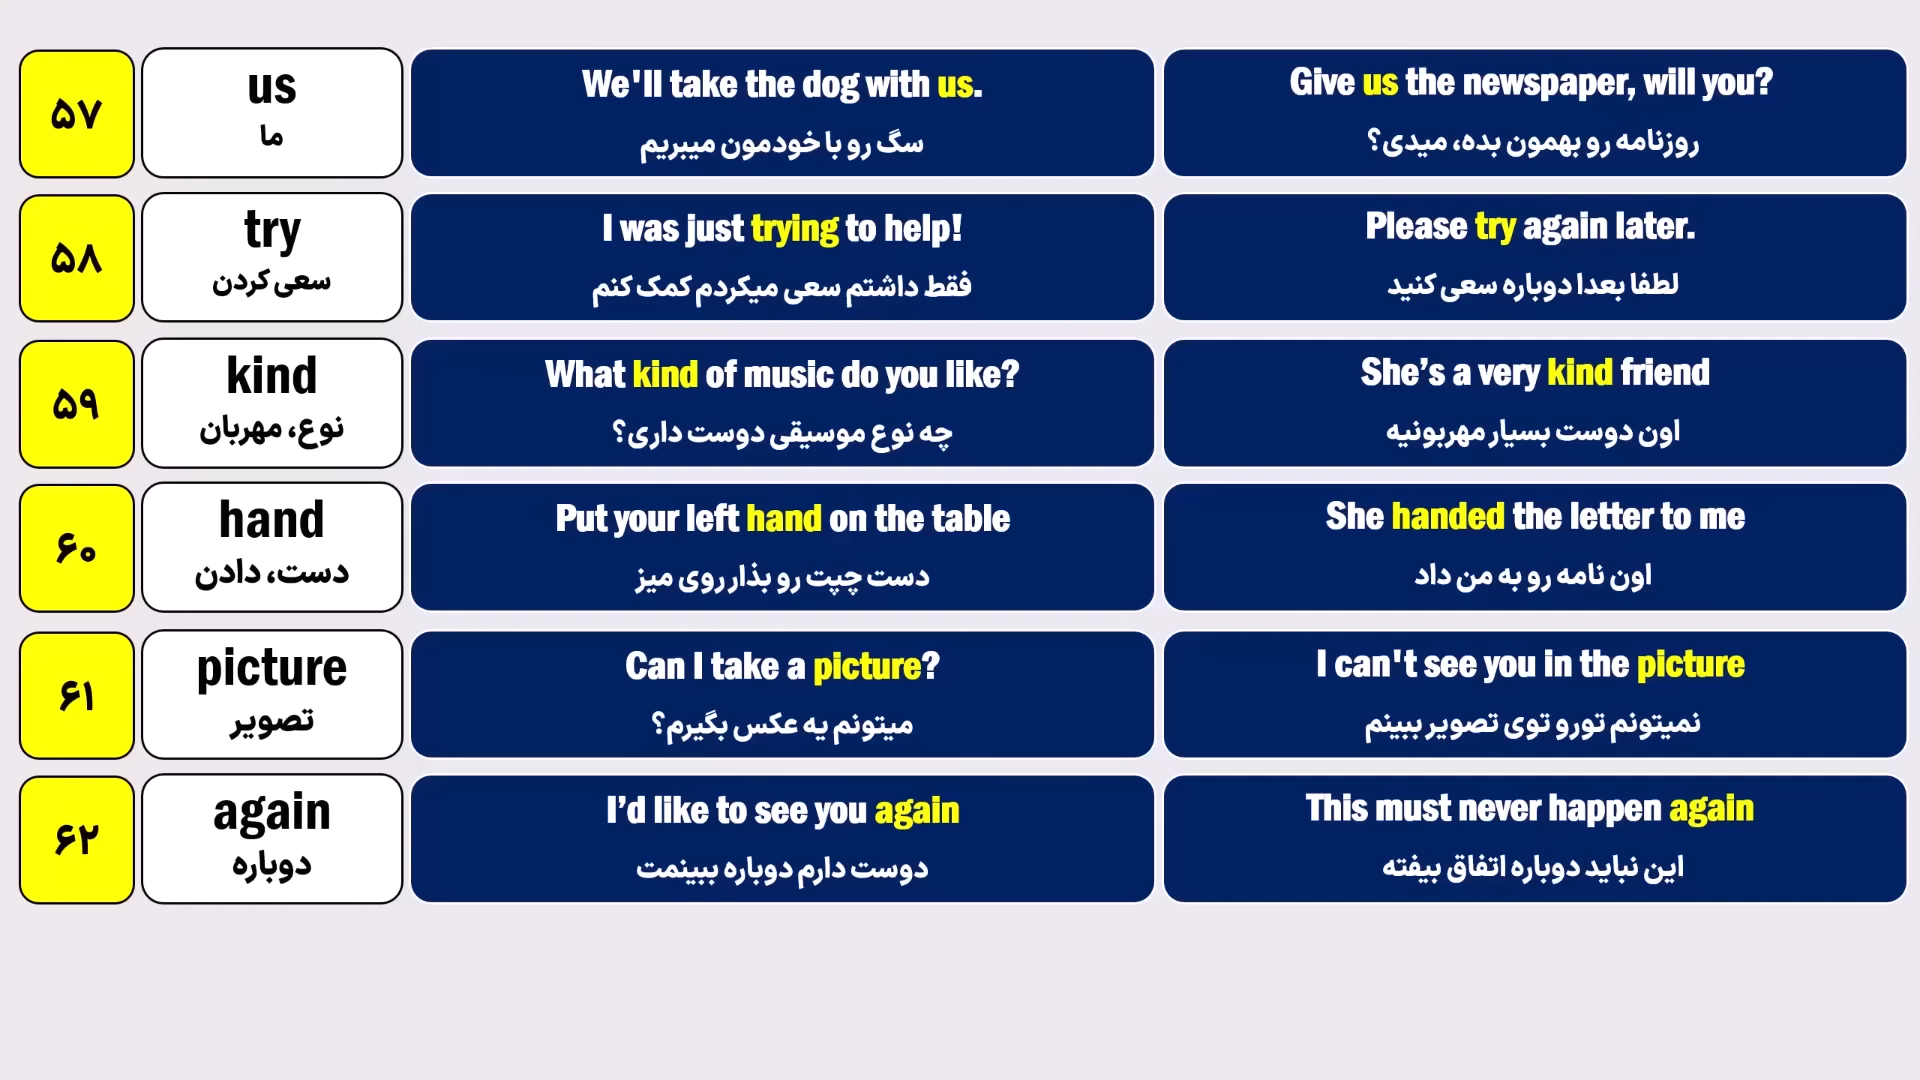 ۵۷
us
ما
We'll take the dog with us.
سگ رو با خودمون میبریم
Give us the newspaper, will you?
روزنامه رو بهمون بده، میدی؟
۵۸
try
سعی کردن
I was just trying to help!
فقط داشتم سعی میکردم کمک کنم
Please try again later.
لطفا بعدا دوباره سعی کنید
۵۹
kind
نوع، مهربان
What kind of music do you like?
چه نوع موسیقی دوست داری؟
She’s a very kind friend
اون دوست بسیار مهربونیه
۶۰
hand
دست، دادن
Put your left hand on the table
دست چپت رو بذار روی میز
She handed the letter to me
اون نامه رو به من داد
۶۱
picture
تصویر
Can I take a picture?
میتونم یه عکس بگیرم؟
I can't see you in the picture
نمیتونم تورو توی تصویر ببینم
۶۲
again
دوباره
I’d like to see you again
دوست دارم دوباره ببینمت
This must never happen again
این نباید دوباره اتفاق بیفته